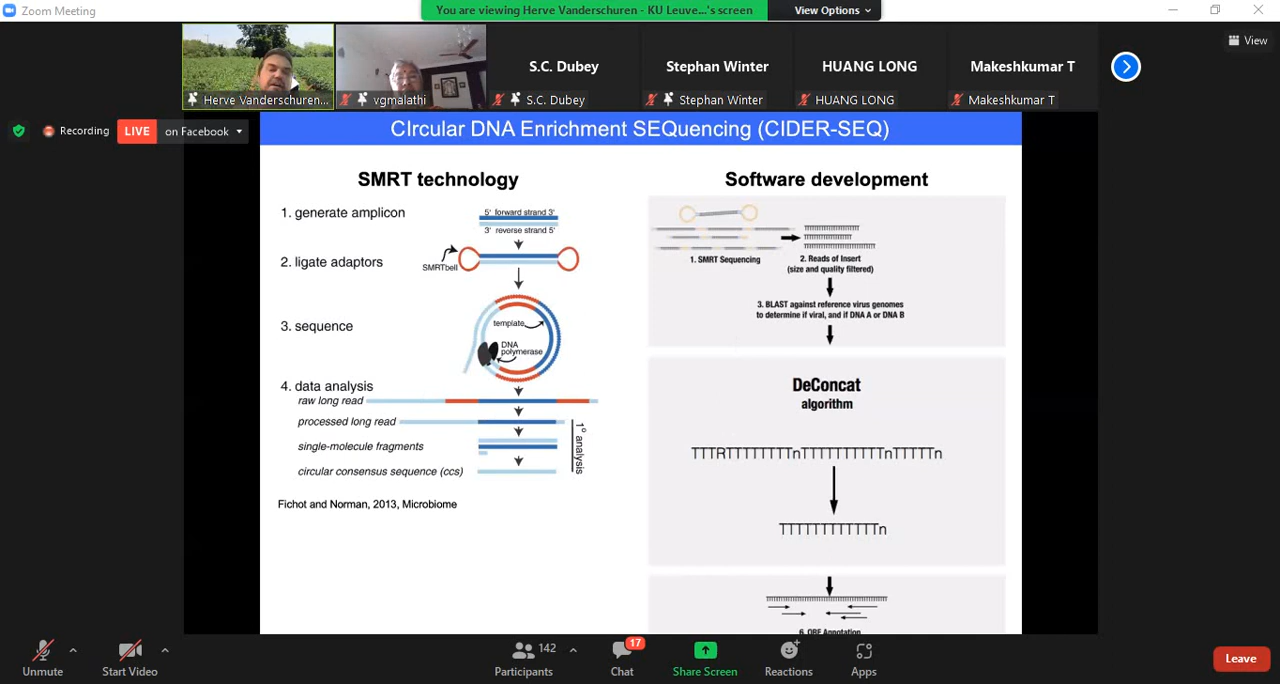 Zoom Meeting
You are viewing Herve Vanderschuren - KU Leuve...'s screen
View Options
View
S.C. Dubey
Stephan Winter
HUANG LONG
Makeshkumar T
Herve Vanderschuren...
vgmalathi
S.C. Dubey
Stephan Winter
HUANG LONG
Makeshkumar T
Recording
LIVE
on Facebook
CIrcular DNA Enrichment SEQuencing (CIDER-SEQ)
SMRT technology
1. generate amplicon
5' forward strand 3'
3' reverse strand 5'
2. ligate adaptors
SMRTbell
3. sequence
template
DNA
polymerase
4. data analysis
raw long read
processed long read
single-molecule fragments
circular consensus sequence (ccs)
1° analysis
Fichot and Norman, 2013, Microbiome
Software development
1. SMRT Sequencing
2. Reads of Insert
(size and quality filtered)
3. BLAST against reference virus genomes
to determine if viral, and if DNA A or DNA B
DeConcat
algorithm
6. ORF Annotation
Unmute
Start Video
142
Participants
17
Chat
Share Screen
Reactions
Apps
Leave